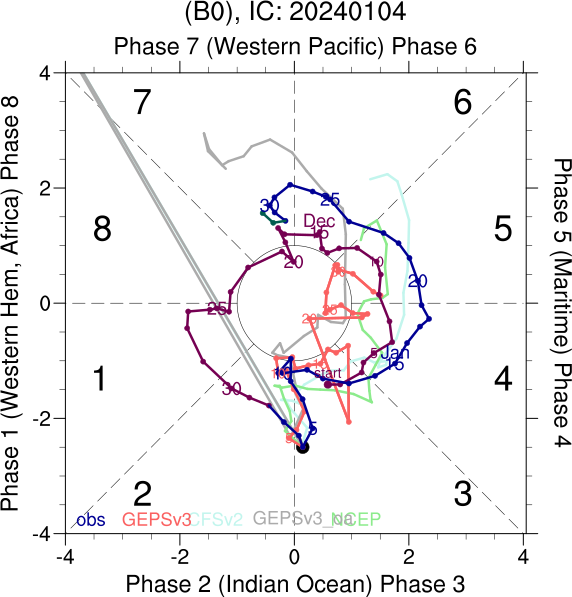 (B0), IC: 20240104
Phase 7 (Western Pacific) Phase 6
4
7
6
30
25
2
Dec
15
8
5
20
10
20
25
0
Phase 1 (Western Hem, Africa) Phase 8
Phase 5 (Maritime) Phase 4
5
Jan
15
start
10
1
4
30
-2
5
2
3
obs
GEPSv3
CFSv2
GEPSv3_oa
NCEP
-4
-4
-2
0
2
4
Phase 2 (Indian Ocean) Phase 3